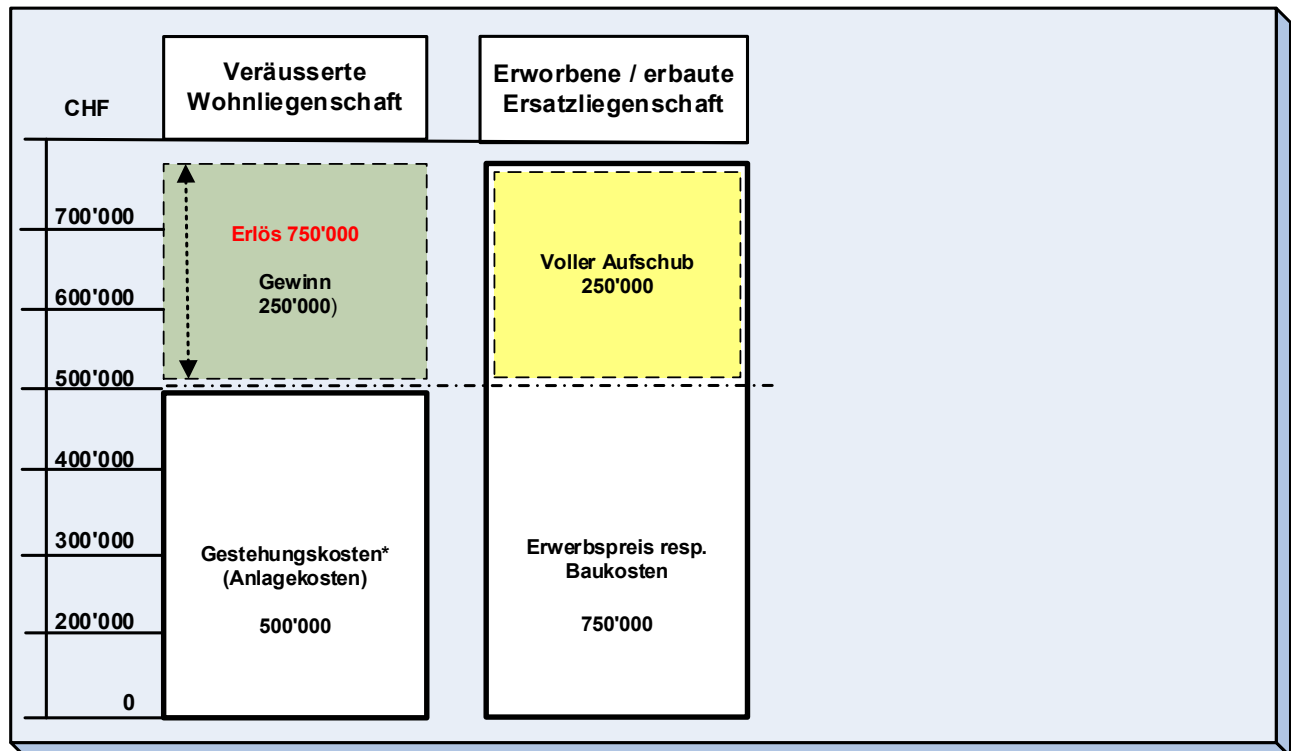 CHF
Veräusserte
Wohnliegenschaft
Erworbene / erbaute
Ersatzliegenschaft
700'000
600'000
500'000
400'000
300'000
200'000
0
Erlös 750'000
Gewinn
250'000)
Gestehungskosten*
(Anlagekosten)
500'000
Voller Aufschub
250'000
Erwerbspreis resp.
Baukosten
750'000